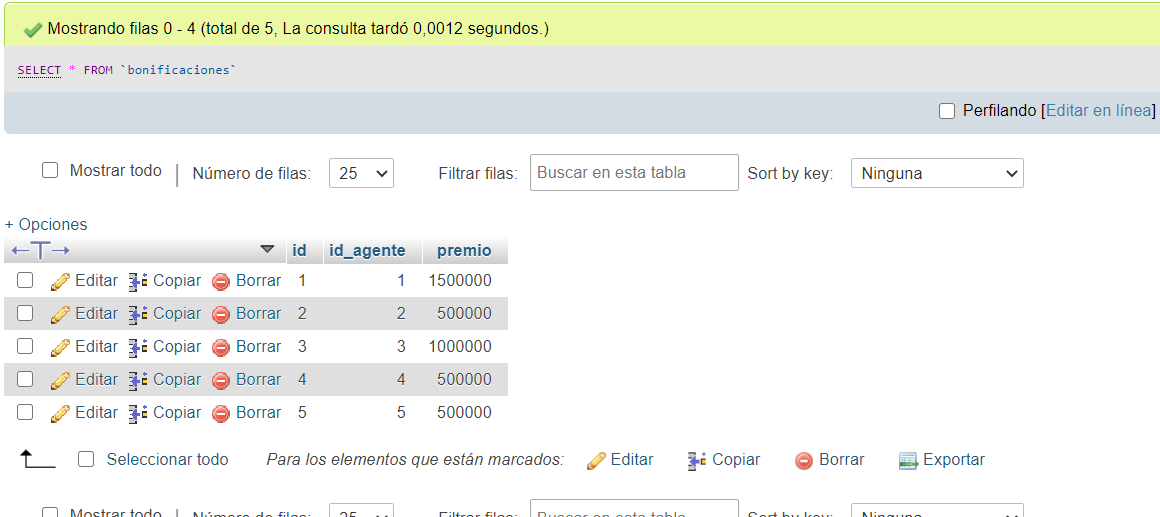 Mostrando filas 0 - 4 (total de 5, La consulta tardó 0,0012 segundos.)
SELECT * FROM `bonificaciones`
Perfilando [Editar en línea]
Mostrar todo | Número de filas: 25 Filtrar filas: Buscar en esta tabla Sort by key: Ninguna
+ Opciones
←T→ id id_agente premio
Editar Copiar Borrar 1 1 1500000
Editar Copiar Borrar 2 2 500000
Editar Copiar Borrar 3 3 1000000
Editar Copiar Borrar 4 4 500000
Editar Copiar Borrar 5 5 500000
Seleccionar todo Para los elementos que están marcados: Editar Copiar Borrar Exportar
Mostrar todo | Número de filas: 25 Filtrar filas: Buscar en esta tabla Sort by key: Ninguna